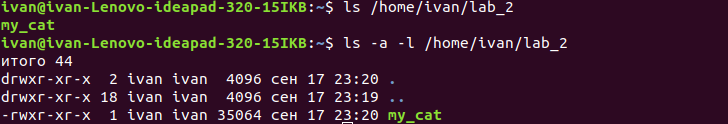 ivan@ivan-Lenovo-ideapad-320-15IKB:~$ ls /home/ivan/lab_2
my_cat
ivan@ivan-Lenovo-ideapad-320-15IKB:~$ ls -a -l /home/ivan/lab_2
итого 44
drwxr-xr-x  2 ivan ivan  4096 сен 17 23:20 .
drwxr-xr-x 18 ivan ivan  4096 сен 17 23:19 ..
-rwxr-xr-x  1 ivan ivan 35064 сен 17 23:20 my_cat